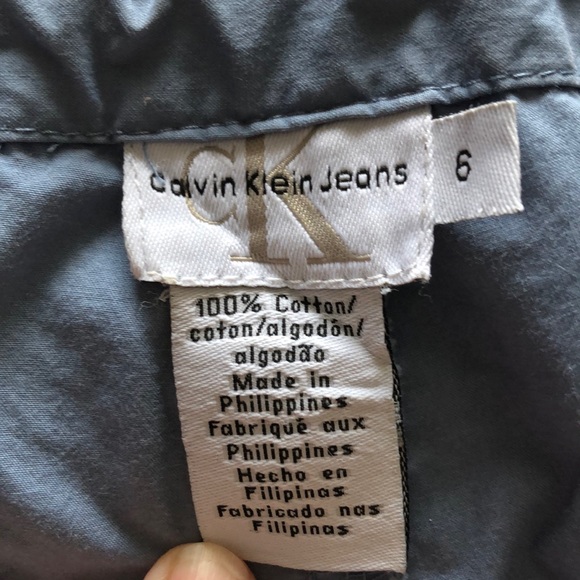 cK
Calvin Klein Jeans
6
100% Cotton/
coton/algodón/
algodão
Made in
Philippines
Fabriqué aux
Philippines
Hecho en
Filipinas
Fabricado nas
Filipinas